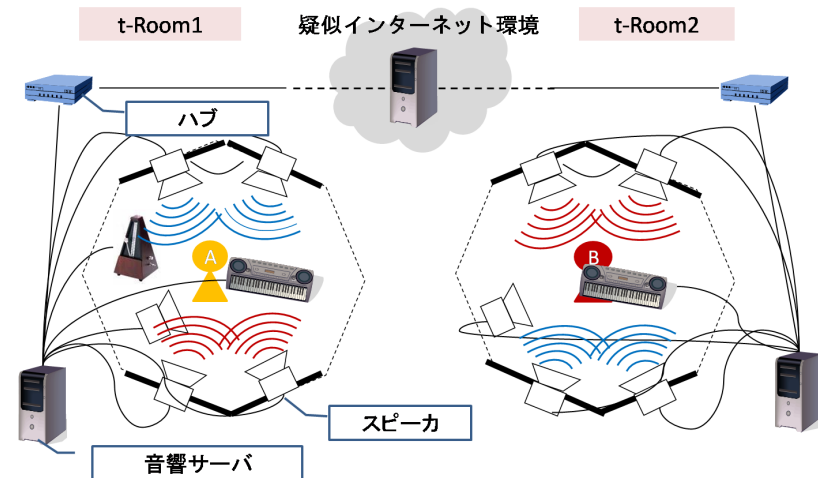 t-Room1
疑似インターネット環境
t-Room2
ハブ
A
B
スピーカ
音響サーバ